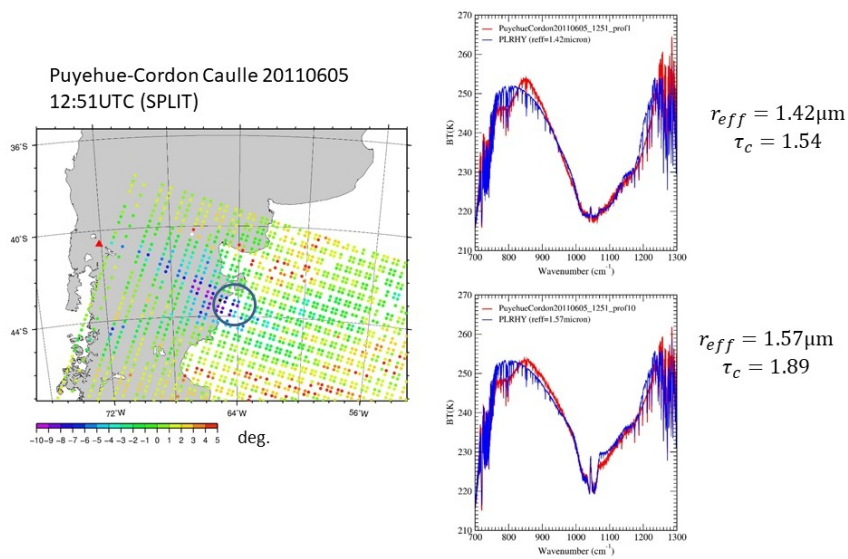 Puyehue-Cordon Caulle 20110605
12:51UTC (SPLIT)
36°S
40°S
44°S
72°W
64°W
56°W
−10−9 −8 −7 −6 −5 −4 −3 −2 −1 0 1 2 3 4 5
deg.
270
260
250
240
230
220
210
BT(K)
PuyehueCordon20110605_1251_prof1
PLRHY (reff=1.42micron)
700 800 900 1000 1100 1200 1300
Wavenumber (cm⁻¹)
r_eff = 1.42μm
τ_c = 1.54
270
260
250
240
230
220
210
BT(K)
PuyehueCordon20110605_1251_prof10
PLRHY (reff=1.57micron)
700 800 900 1000 1100 1200 1300
Wavenumber (cm⁻¹)
r_eff = 1.57μm
τ_c = 1.89